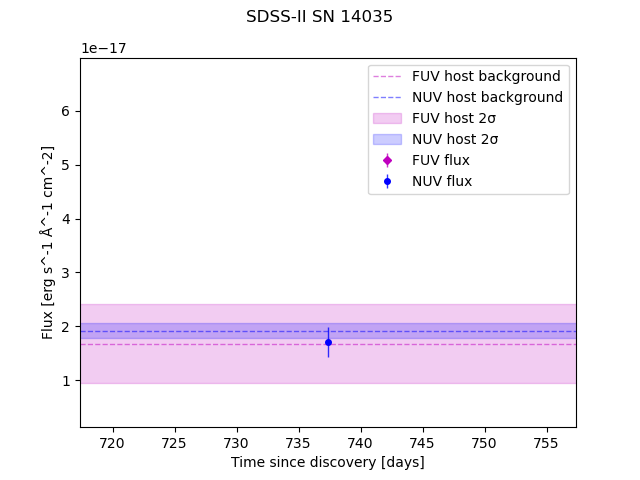 SDSS-II SN 14035
1e−17
FUV host background
NUV host background
FUV host 2σ
NUV host 2σ
FUV flux
NUV flux
6
5
4
3
2
1
Flux [erg s^-1 Å^-1 cm^-2]
720 725 730 735 740 745 750 755
Time since discovery [days]